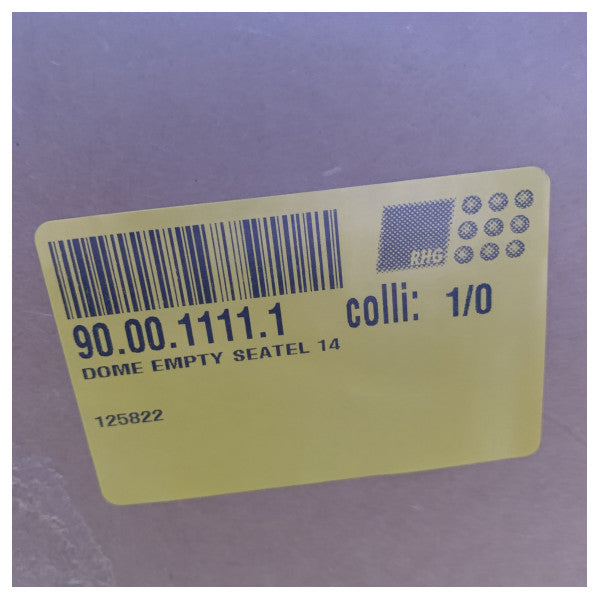 RHG
90.00.1111.1 colli: 1/0
DOME EMPTY SEATEL 14
125822